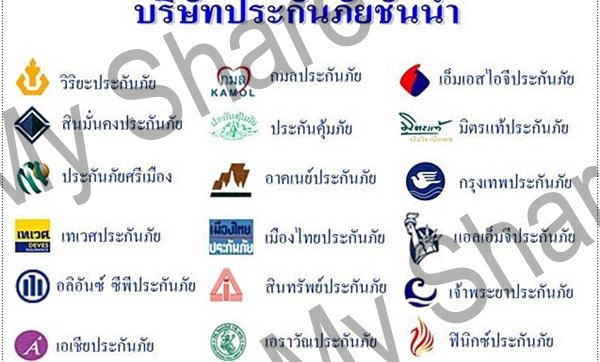 บริษัทประกันภัยชั้นนำ
วิริยะประกันภัย
กมล
KAMOL
กมลประกันภัย
เอ็มเอสไอจีประกันภัย
สินมั่นคงประกันภัย
ประกันคุ้มภัย
มิตรแท้
มิตรแท้ประกันภัย
ประกันภัยศรีเมือง
อาคเนย์ประกันภัย
กรุงเทพประกันภัย
เทเวศ
DEVES
INSURANCE
เทเวศประกันภัย
เมืองไทย
ประกันภัย
เมืองไทยประกันภัย
แอลเอ็มจีประกันภัย
อลิอันซ์ ซีพีประกันภัย
สินทรัพย์ประกันภัย
เจ้าพระยาประกันภัย
A
เอเชียประกันภัย
เอราวัณประกันภัย
ฟินิกซ์ประกันภัย
My Share
My Share
My Share